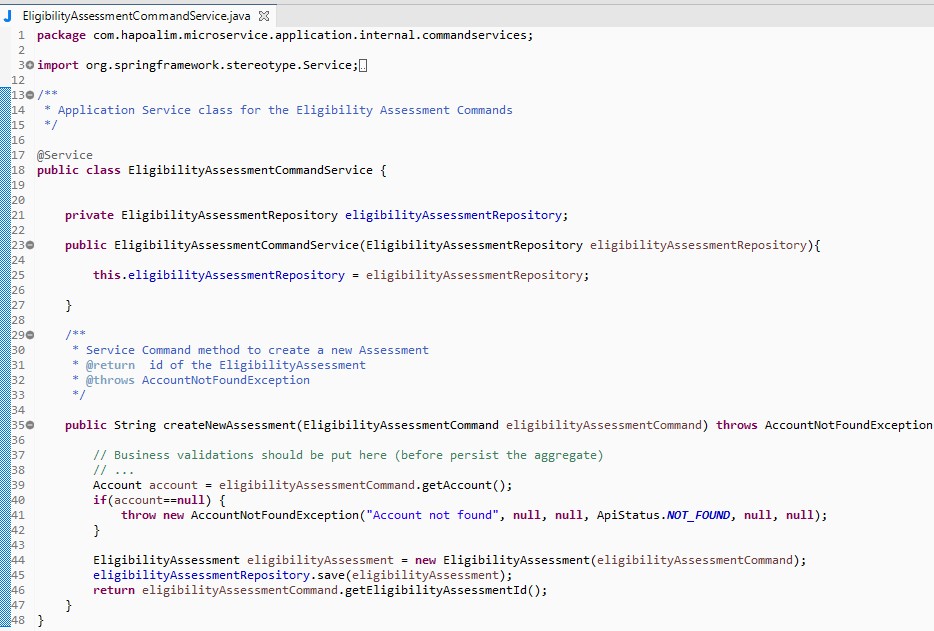 EligibilityAssessmentCommandService.java
1 package com.hapoalim.microservice.application.internal.commandservices;
2
3 import org.springframework.stereotype.Service;
12
13 /**
14  * Application Service class for the Eligibility Assessment Commands
15  */
16
17 @Service
18 public class EligibilityAssessmentCommandService {
19
20
21     private EligibilityAssessmentRepository eligibilityAssessmentRepository;
22
23     public EligibilityAssessmentCommandService(EligibilityAssessmentRepository eligibilityAssessmentRepository){
24
25         this.eligibilityAssessmentRepository = eligibilityAssessmentRepository;
26
27     }
28
29     /**
30      * Service Command method to create a new Assessment
31      * @return  id of the EligibilityAssessment
32      * @throws AccountNotFoundException
33      */
34
35     public String createNewAssessment(EligibilityAssessmentCommand eligibilityAssessmentCommand) throws AccountNotFoundException
36
37         // Business validations should be put here (before persist the aggregate)
38         // ...
39         Account account = eligibilityAssessmentCommand.getAccount();
40         if(account==null) {
41             throw new AccountNotFoundException("Account not found", null, null, ApiStatus.NOT_FOUND, null, null);
42         }
43
44         EligibilityAssessment eligibilityAssessment = new EligibilityAssessment(eligibilityAssessmentCommand);
45         eligibilityAssessmentRepository.save(eligibilityAssessment);
46         return eligibilityAssessmentCommand.getEligibilityAssessmentId();
47     }
48 }